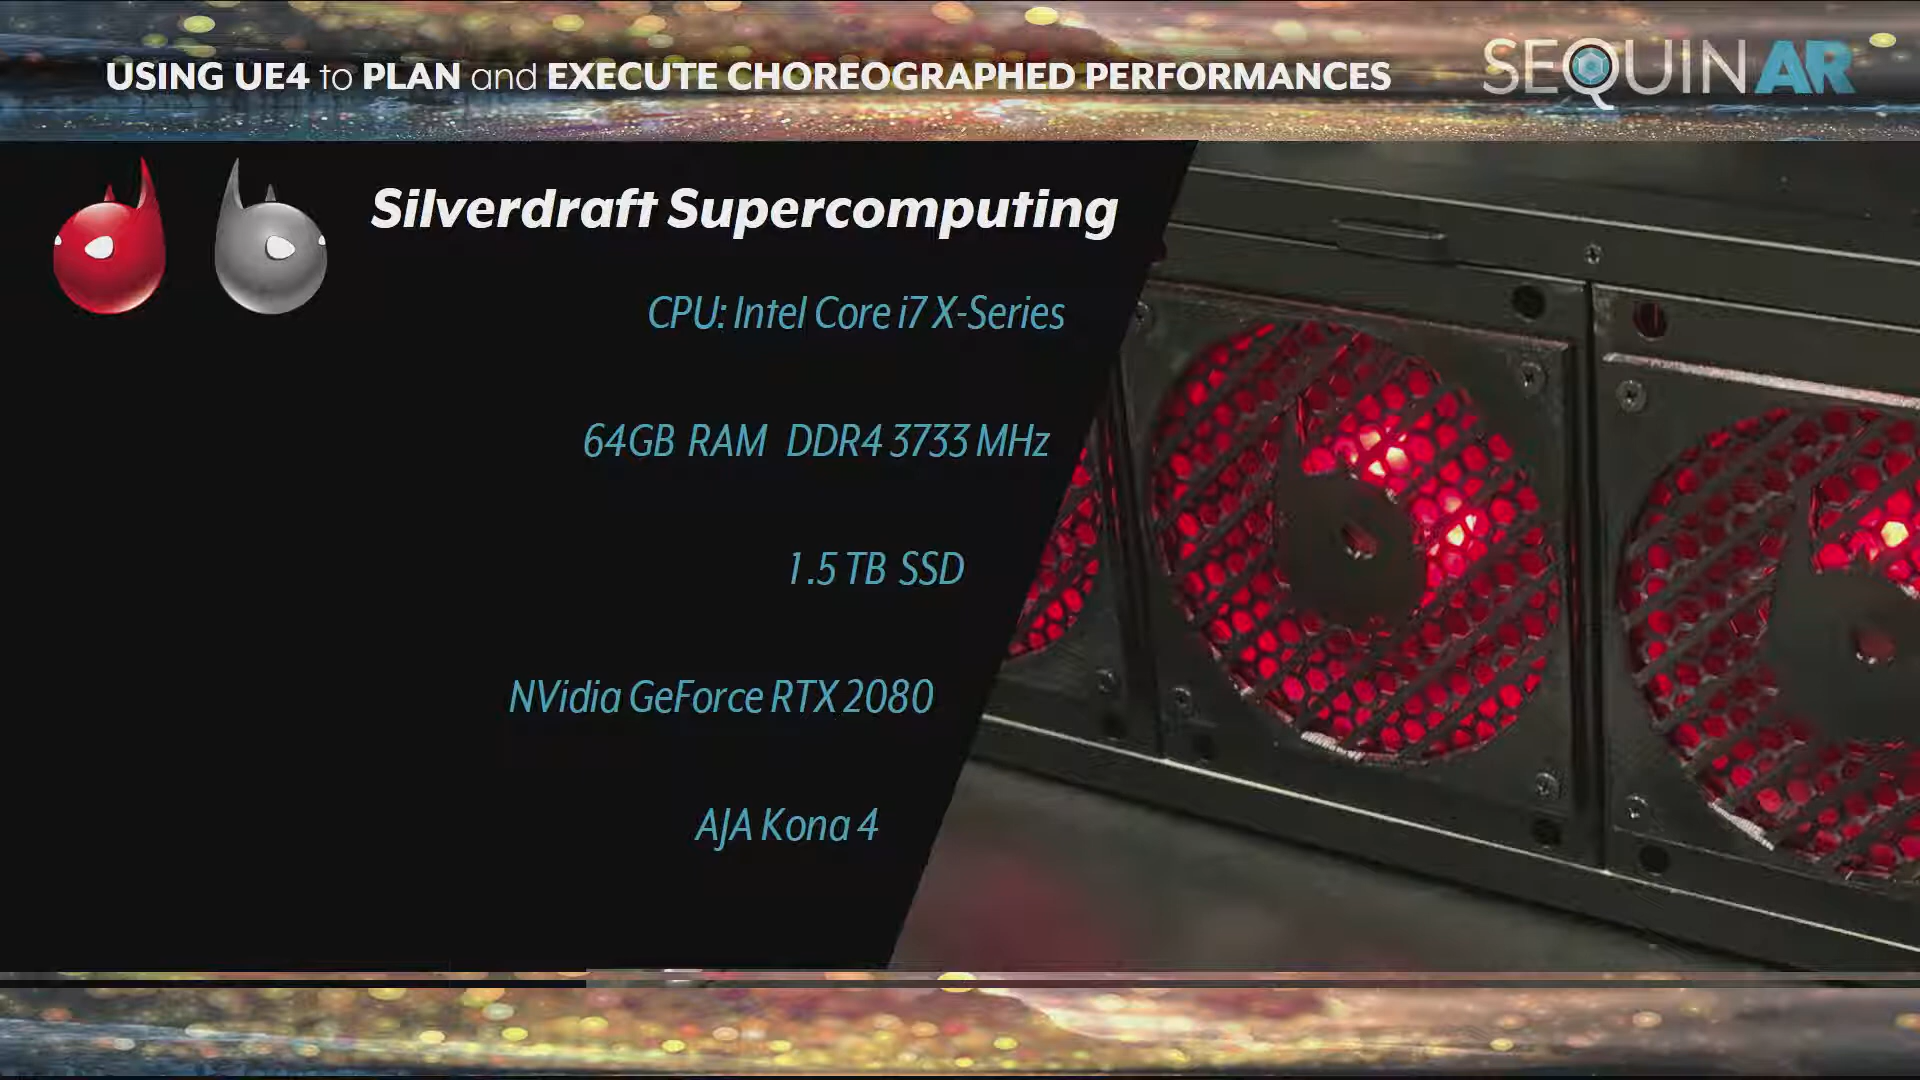 USING UE4 to PLAN and EXECUTE CHOREOGRAPHED PERFORMANCES
SEQUIN AR
Silverdraft Supercomputing
CPU: Intel Core i7 X-Series
64GB RAM DDR4 3733 MHz
1.5 TB SSD
NVidia GeForce RTX 2080
AJA Kona 4